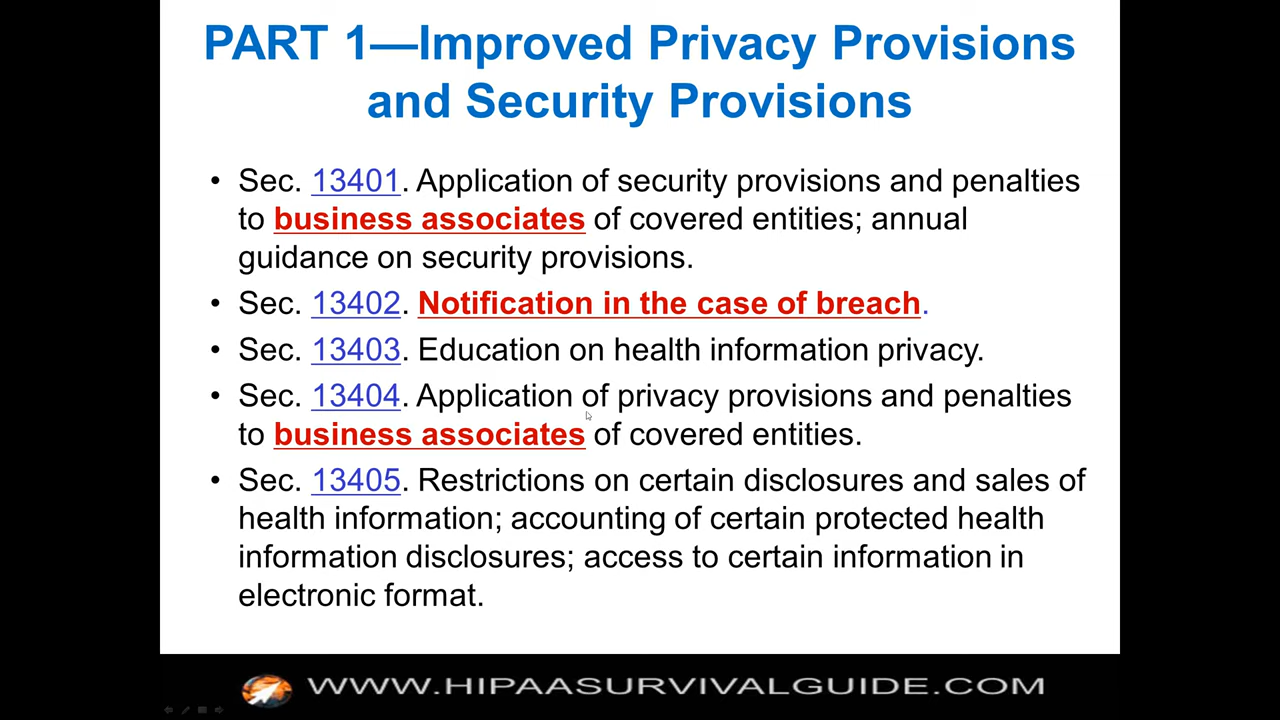 PART 1—Improved Privacy Provisions
and Security Provisions
• Sec. 13401. Application of security provisions and penalties
to business associates of covered entities; annual
guidance on security provisions.
• Sec. 13402. Notification in the case of breach.
• Sec. 13403. Education on health information privacy.
• Sec. 13404. Application of privacy provisions and penalties
to business associates of covered entities.
• Sec. 13405. Restrictions on certain disclosures and sales of
health information; accounting of certain protected health
information disclosures; access to certain information in
electronic format.
WWW.HIPAASURVIVALGUIDE.COM